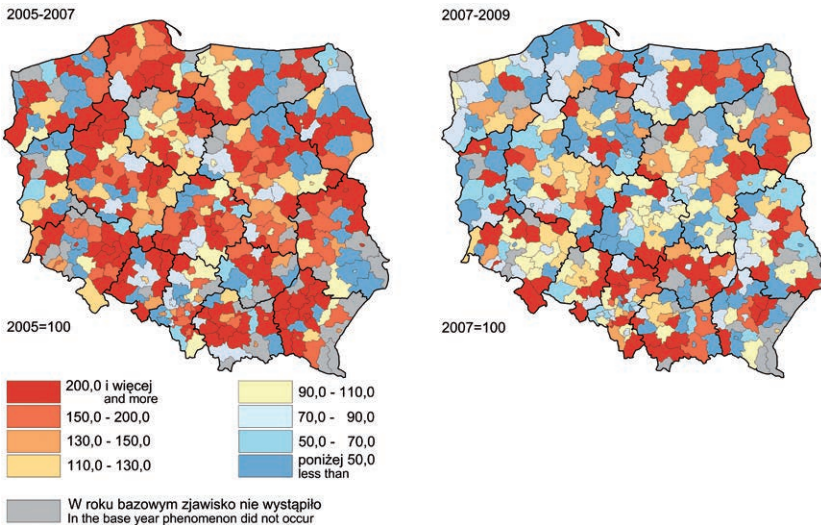 2005-2007
2007-2009
2005=100
2007=100
200,0 i więcej
and more
150,0 - 200,0
130,0 - 150,0
110,0 - 130,0
90,0 - 110,0
70,0 - 90,0
50,0 - 70,0
poniżej 50,0
less than
W roku bazowym zjawisko nie wystąpiło
In the base year phenomenon did not occur